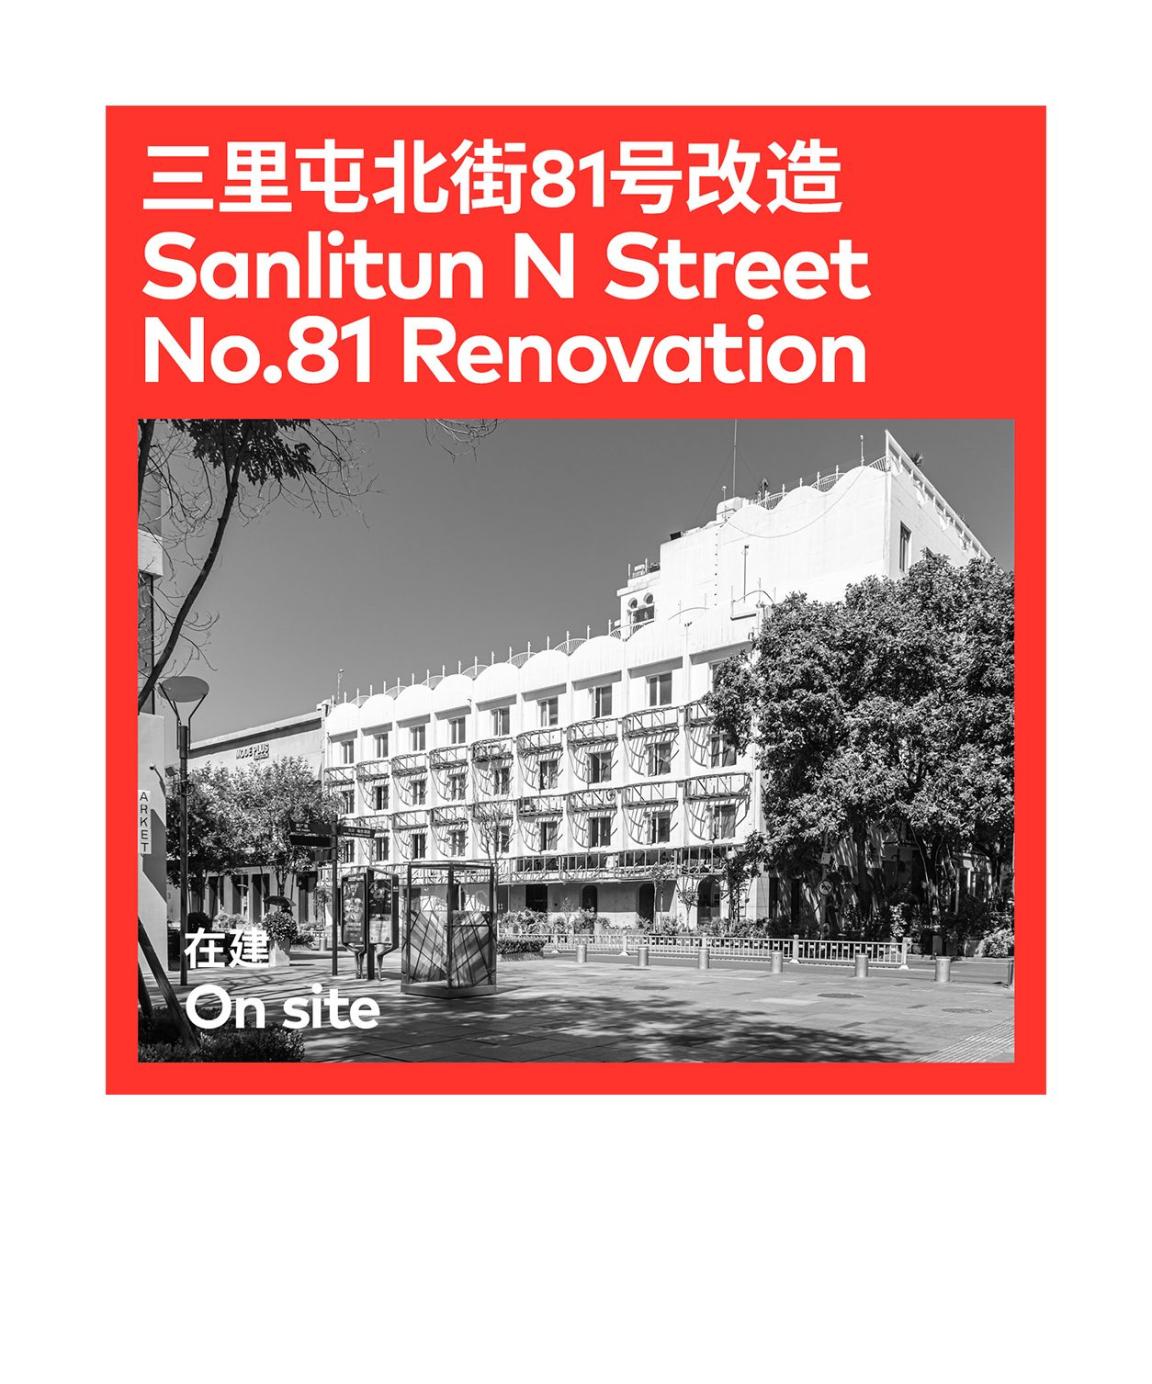 三里屯北街81号改造
Sanlitun N Street
No.81 Renovation
NODE PLUS
ARKET
在建
On site